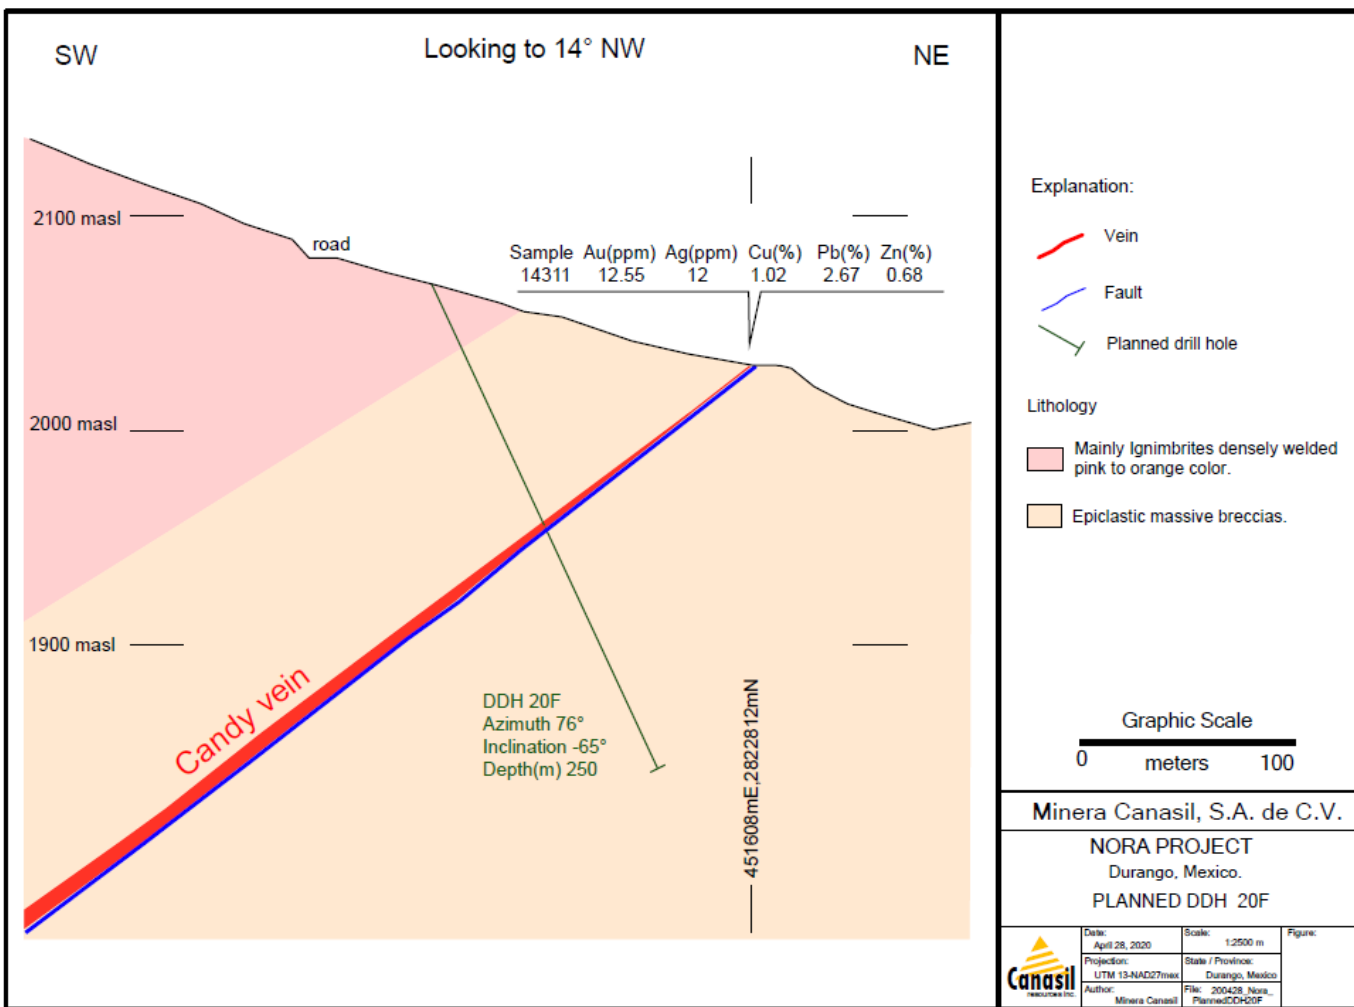 SW
Looking to 14° NW
NE
2100 masl
road
Sample Au(ppm) Ag(ppm) Cu(%) Pb(%) Zn(%)
14311 12.55 12 1.02 2.67 0.68
2000 masl
1900 masl
Candy vein
DDH 20F
Azimuth 76°
Inclination -65°
Depth(m) 250
451608mE,2822812mN
Explanation:
Vein
Fault
Planned drill hole
Lithology
Mainly Ignimbrites densely welded
pink to orange color.
Epiclastic massive breccias.
Graphic Scale
0 meters 100
Minera Canasil, S.A. de C.V.
NORA PROJECT
Durango, Mexico.
PLANNED DDH 20F
Canasil
resources inc.
Date:
April 28, 2020
Scale:
1:2500 m
Figure:
Projection:
UTM 13-NAD27mex
State / Province:
Durango, Mexico
Author:
Minera Canasil
File: 200428_Nora_
PlannedDDH20F